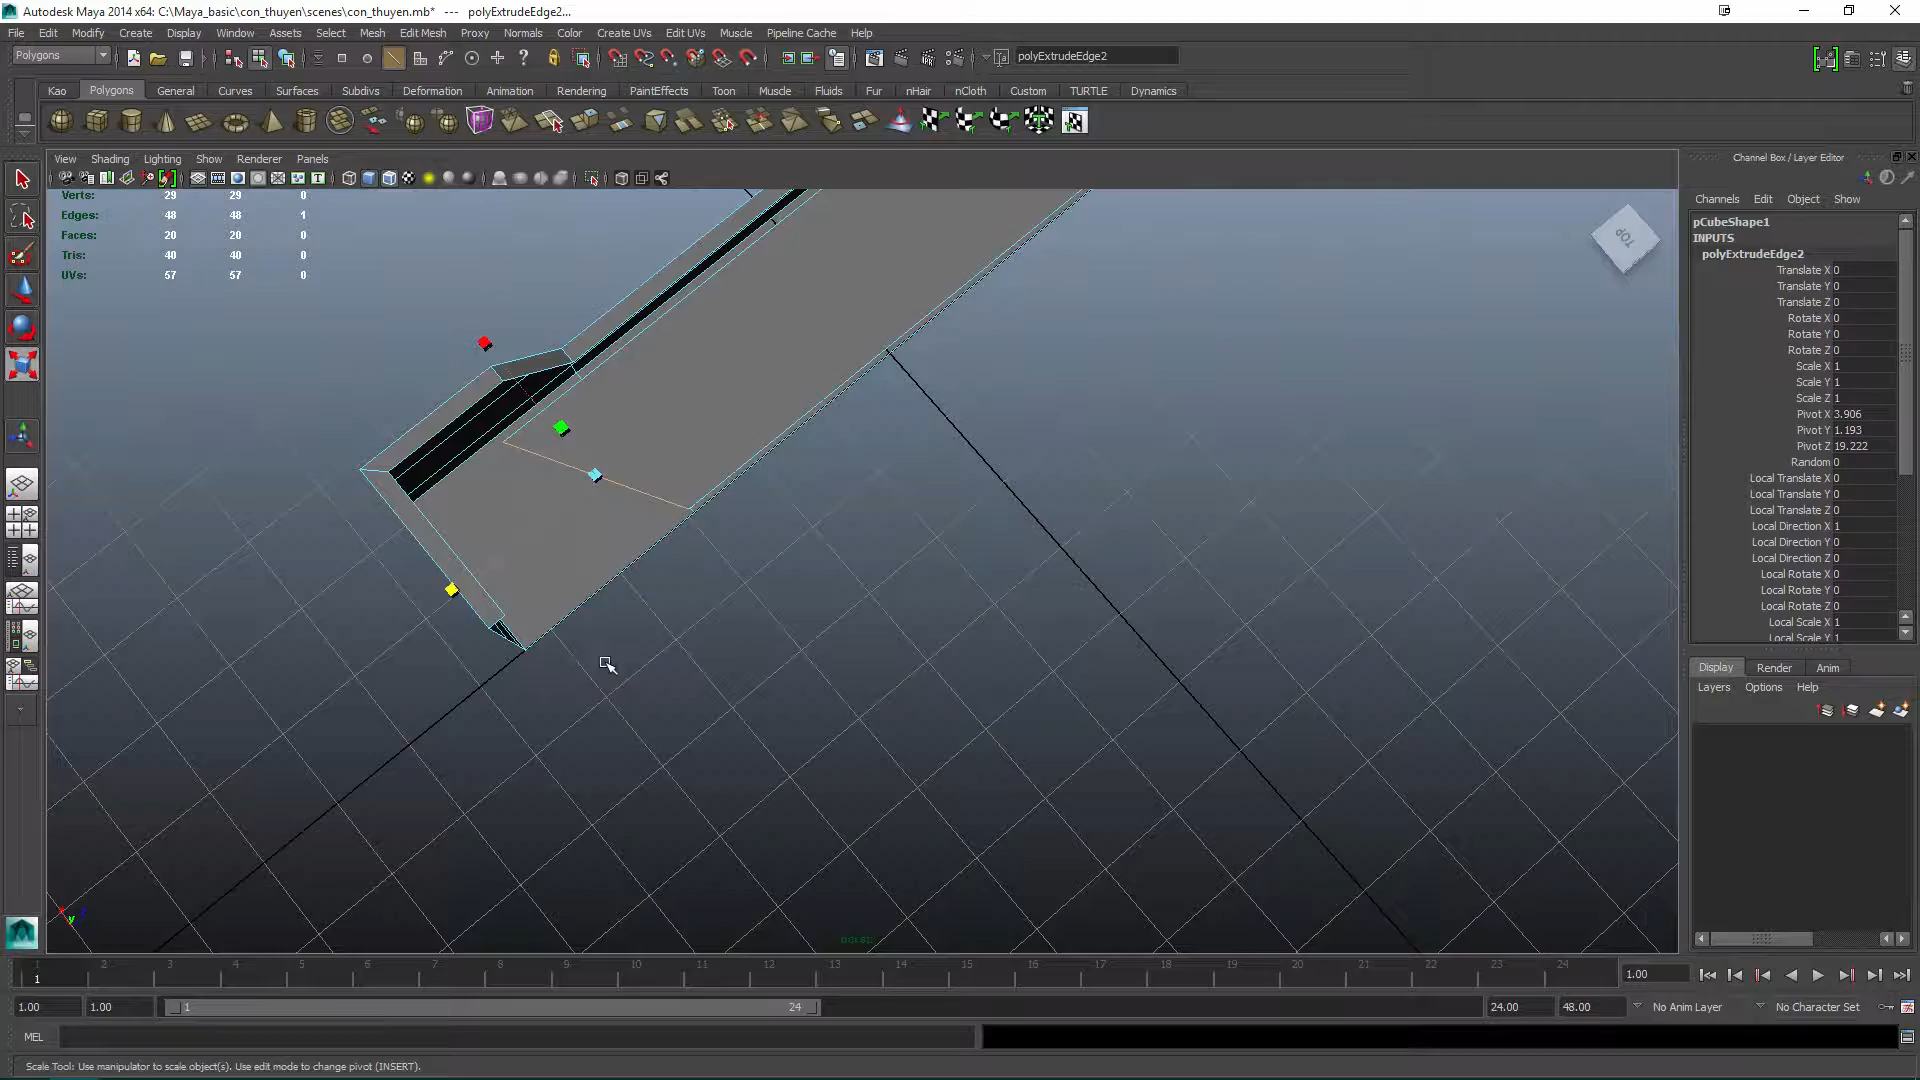 Autodesk Maya 2014 x64: C:\Maya_basic\con_thuyen\scenes\con_thuyen.mb* --- polyExtrudeEdge2...
File Edit Modify Create Display Window Assets Select Mesh Edit Mesh Proxy Normals Color Create UVs Edit UVs Muscle Pipeline Cache Help
Polygons polyExtrudeEdge2
Kao Polygons General Curves Surfaces Subdivs Deformation Animation Rendering PaintEffects Toon Muscle Fluids Fur nHair nCloth Custom TURTLE Dynamics
View Shading Lighting Show Renderer Panels
Verts: 29 29 0
Edges: 48 48 1
Faces: 20 20 0
Tris: 40 40 0
UVs: 57 57 0
TOP
persp
Channel Box / Layer Editor
Channels Edit Object Show
pCubeShape1
INPUTS
polyExtrudeEdge2
Translate X 0
Translate Y 0
Translate Z 0
Rotate X 0
Rotate Y 0
Rotate Z 0
Scale X 1
Scale Y 1
Scale Z 1
Pivot X 3.906
Pivot Y 1.193
Pivot Z 19.222
Random 0
Local Translate X 0
Local Translate Y 0
Local Translate Z 0
Local Direction X 1
Local Direction Y 0
Local Direction Z 0
Local Rotate X 0
Local Rotate Y 0
Local Rotate Z 0
Local Scale X 1
Local Scale Y 1
Display Render Anim
Layers Options Help
1 2 3 4 5 6 7 8 9 10 11 12 13 14 15 16 17 18 19 20 21 22 23 24
1 1.00
1.00 1.00 1 24 24.00 48.00 No Anim Layer No Character Set
MEL
Scale Tool: Use manipulator to scale object(s). Use edit mode to change pivot (INSERT).